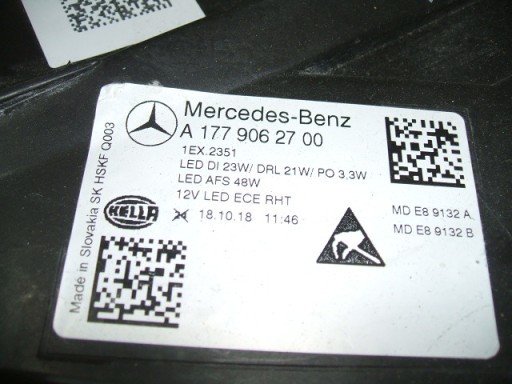 Mercedes-Benz
A 177 906 27 00
1EX.2351
LED DI 23W/ DRL 21W/ PO 3,3W
LED AFS 48W
12V LED ECE RHT
HELLA
18.10.18 11:46
MD E8 9132 A
MD E8 9132 B
Made in Slovakia SK HSKF Q003